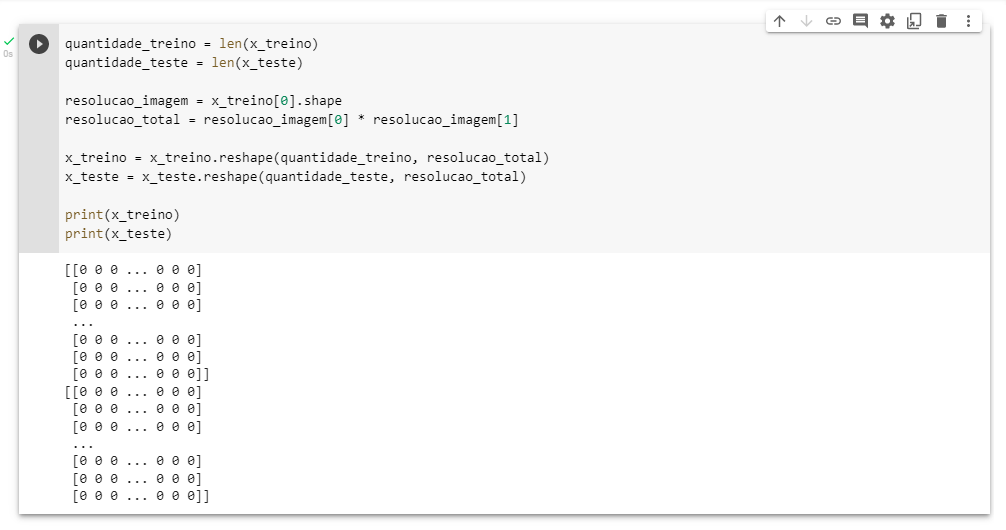 0s
quantidade_treino = len(x_treino)
quantidade_teste = len(x_teste)
resolucao_imagem = x_treino[0].shape
resolucao_total = resolucao_imagem[0] * resolucao_imagem[1]
x_treino = x_treino.reshape(quantidade_treino, resolucao_total)
x_teste = x_teste.reshape(quantidade_teste, resolucao_total)
print(x_treino)
print(x_teste)
[[0 0 0 ... 0 0 0]
 [0 0 0 ... 0 0 0]
 [0 0 0 ... 0 0 0]
 ...
 [0 0 0 ... 0 0 0]
 [0 0 0 ... 0 0 0]
 [0 0 0 ... 0 0 0]]
[[0 0 0 ... 0 0 0]
 [0 0 0 ... 0 0 0]
 [0 0 0 ... 0 0 0]
 ...
 [0 0 0 ... 0 0 0]
 [0 0 0 ... 0 0 0]
 [0 0 0 ... 0 0 0]]